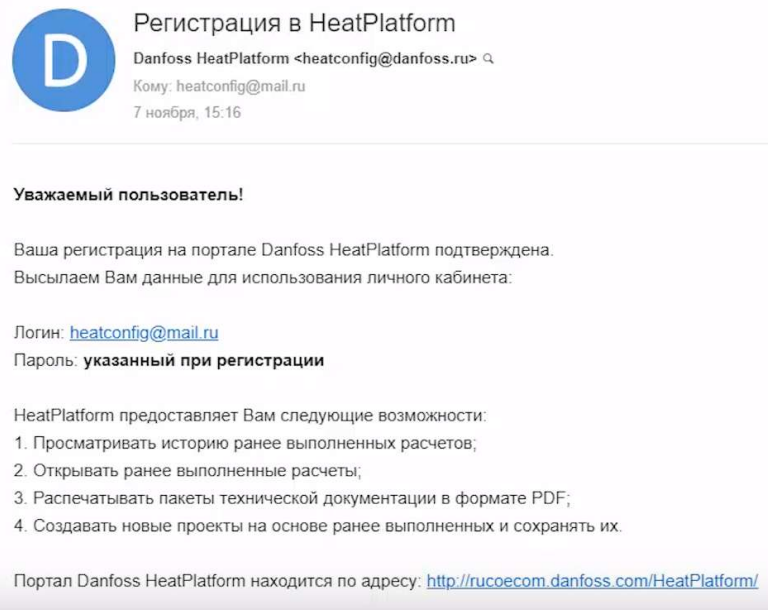 D
Регистрация в HeatPlatform
Danfoss HeatPlatform <heatconfig@danfoss.ru>
Кому: heatconfig@mail.ru
7 ноября, 15:16
Уважаемый пользователь!
Ваша регистрация на портале Danfoss HeatPlatform подтверждена.
Высылаем Вам данные для использования личного кабинета:
Логин: heatconfig@mail.ru
Пароль: указанный при регистрации
HeatPlatform предоставляет Вам следующие возможности:
1. Просматривать историю ранее выполненных расчетов;
2. Открывать ранее выполненные расчеты;
3. Распечатывать пакеты технической документации в формате PDF;
4. Создавать новые проекты на основе ранее выполненных и сохранять их.
Портал Danfoss HeatPlatform находится по адресу: http://rucoecom.danfoss.com/HeatPlatform/